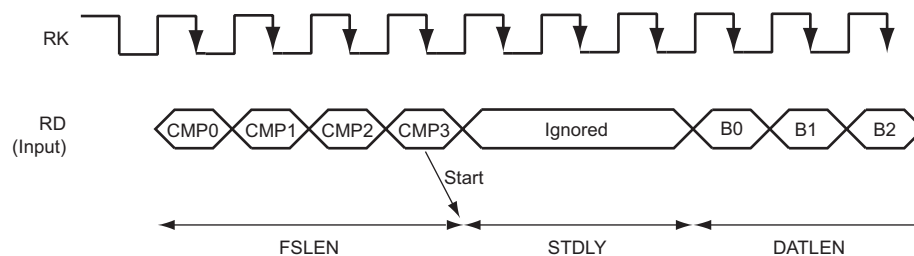 RK
RD
(Input)
CMP0 CMP1 CMP2 CMP3 Ignored B0 B1 B2
Start
FSLEN STDLY DATLEN